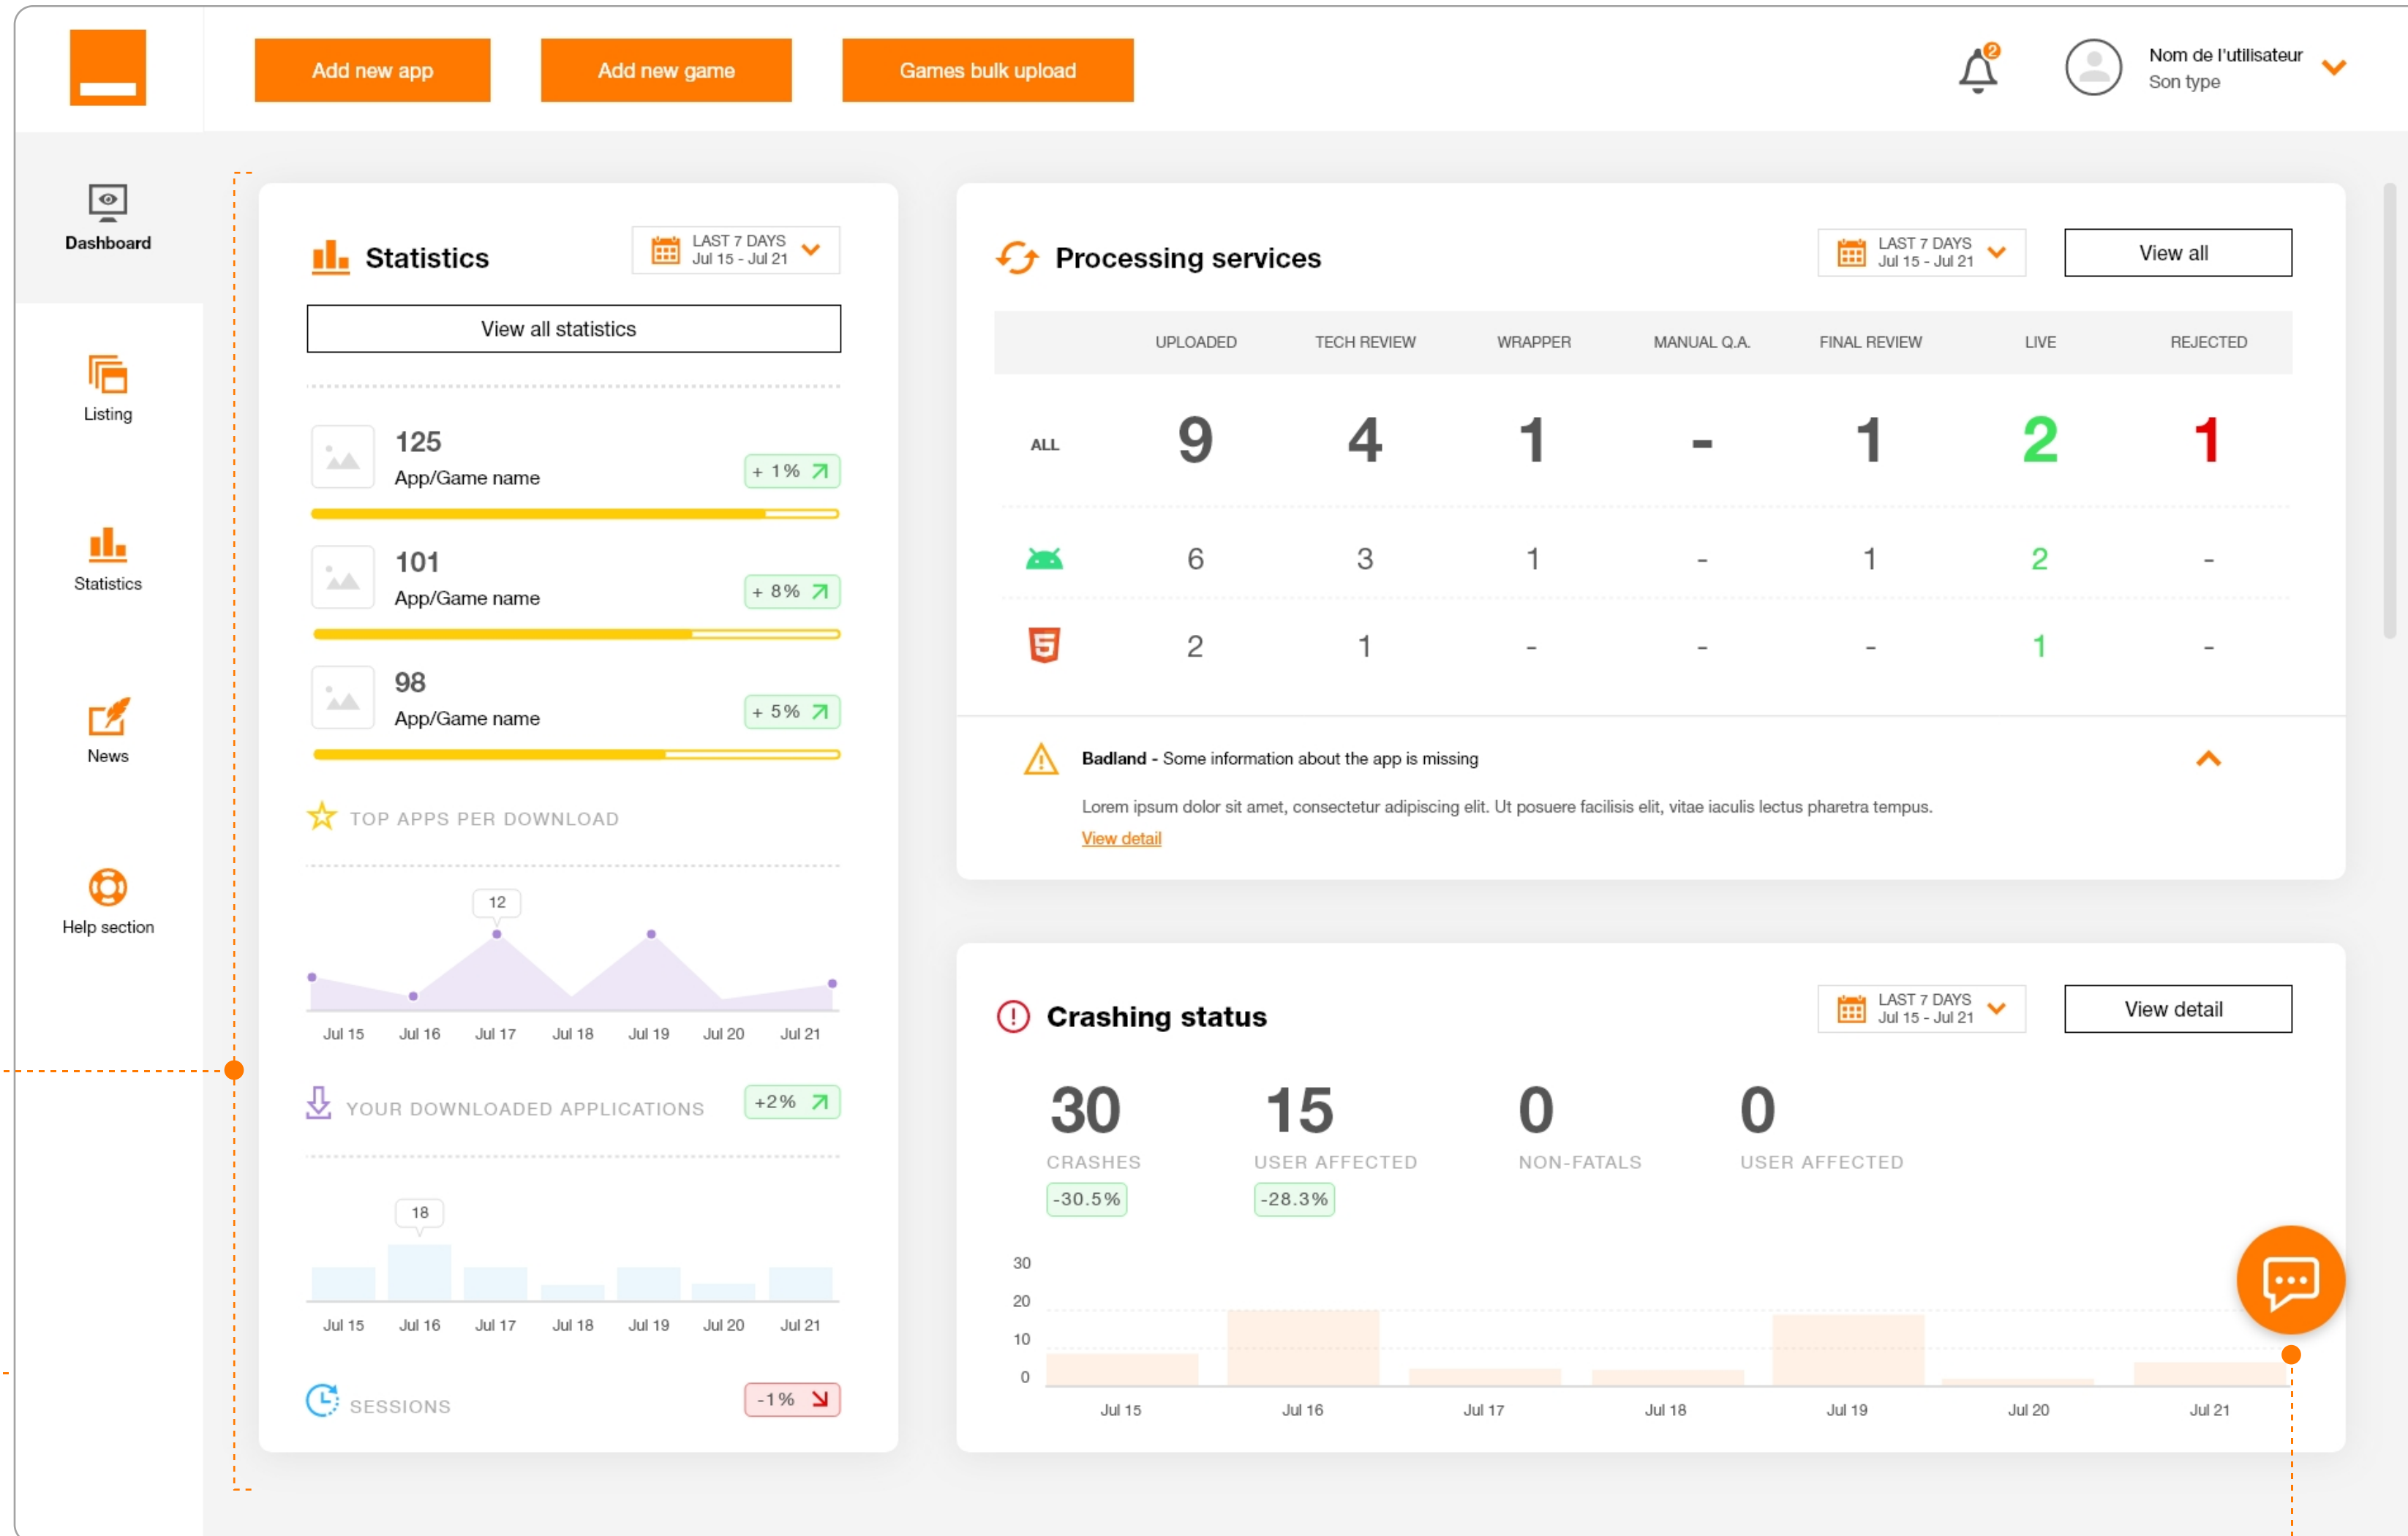 Add new app
Add new game
Games bulk upload
2
Nom de l'utilisateur
Son type
Dashboard
Listing
Statistics
News
Help section
Statistics
LAST 7 DAYS
Jul 15 - Jul 21
View all statistics
125
App/Game name
+ 1%
101
App/Game name
+ 8%
98
App/Game name
+ 5%
TOP APPS PER DOWNLOAD
12
Jul 15 Jul 16 Jul 17 Jul 18 Jul 19 Jul 20 Jul 21
YOUR DOWNLOADED APPLICATIONS
+2%
18
Jul 15 Jul 16 Jul 17 Jul 18 Jul 19 Jul 20 Jul 21
SESSIONS
-1%
Processing services
LAST 7 DAYS
Jul 15 - Jul 21
View all
UPLOADED TECH REVIEW WRAPPER MANUAL Q.A. FINAL REVIEW LIVE REJECTED
ALL 9 4 1 - 1 2 1
6 3 1 - 1 2 -
5 2 1 - - - 1 -
Badland - Some information about the app is missing
Lorem ipsum dolor sit amet, consectetur adipiscing elit. Ut posuere facilisis elit, vitae iaculis lectus pharetra tempus.
View detail
Crashing status
LAST 7 DAYS
Jul 15 - Jul 21
View detail
30 15 0 0
CRASHES USER AFFECTED NON-FATALS USER AFFECTED
-30.5% -28.3%
30
20
10
0
Jul 15 Jul 16 Jul 17 Jul 18 Jul 19 Jul 20 Jul 21